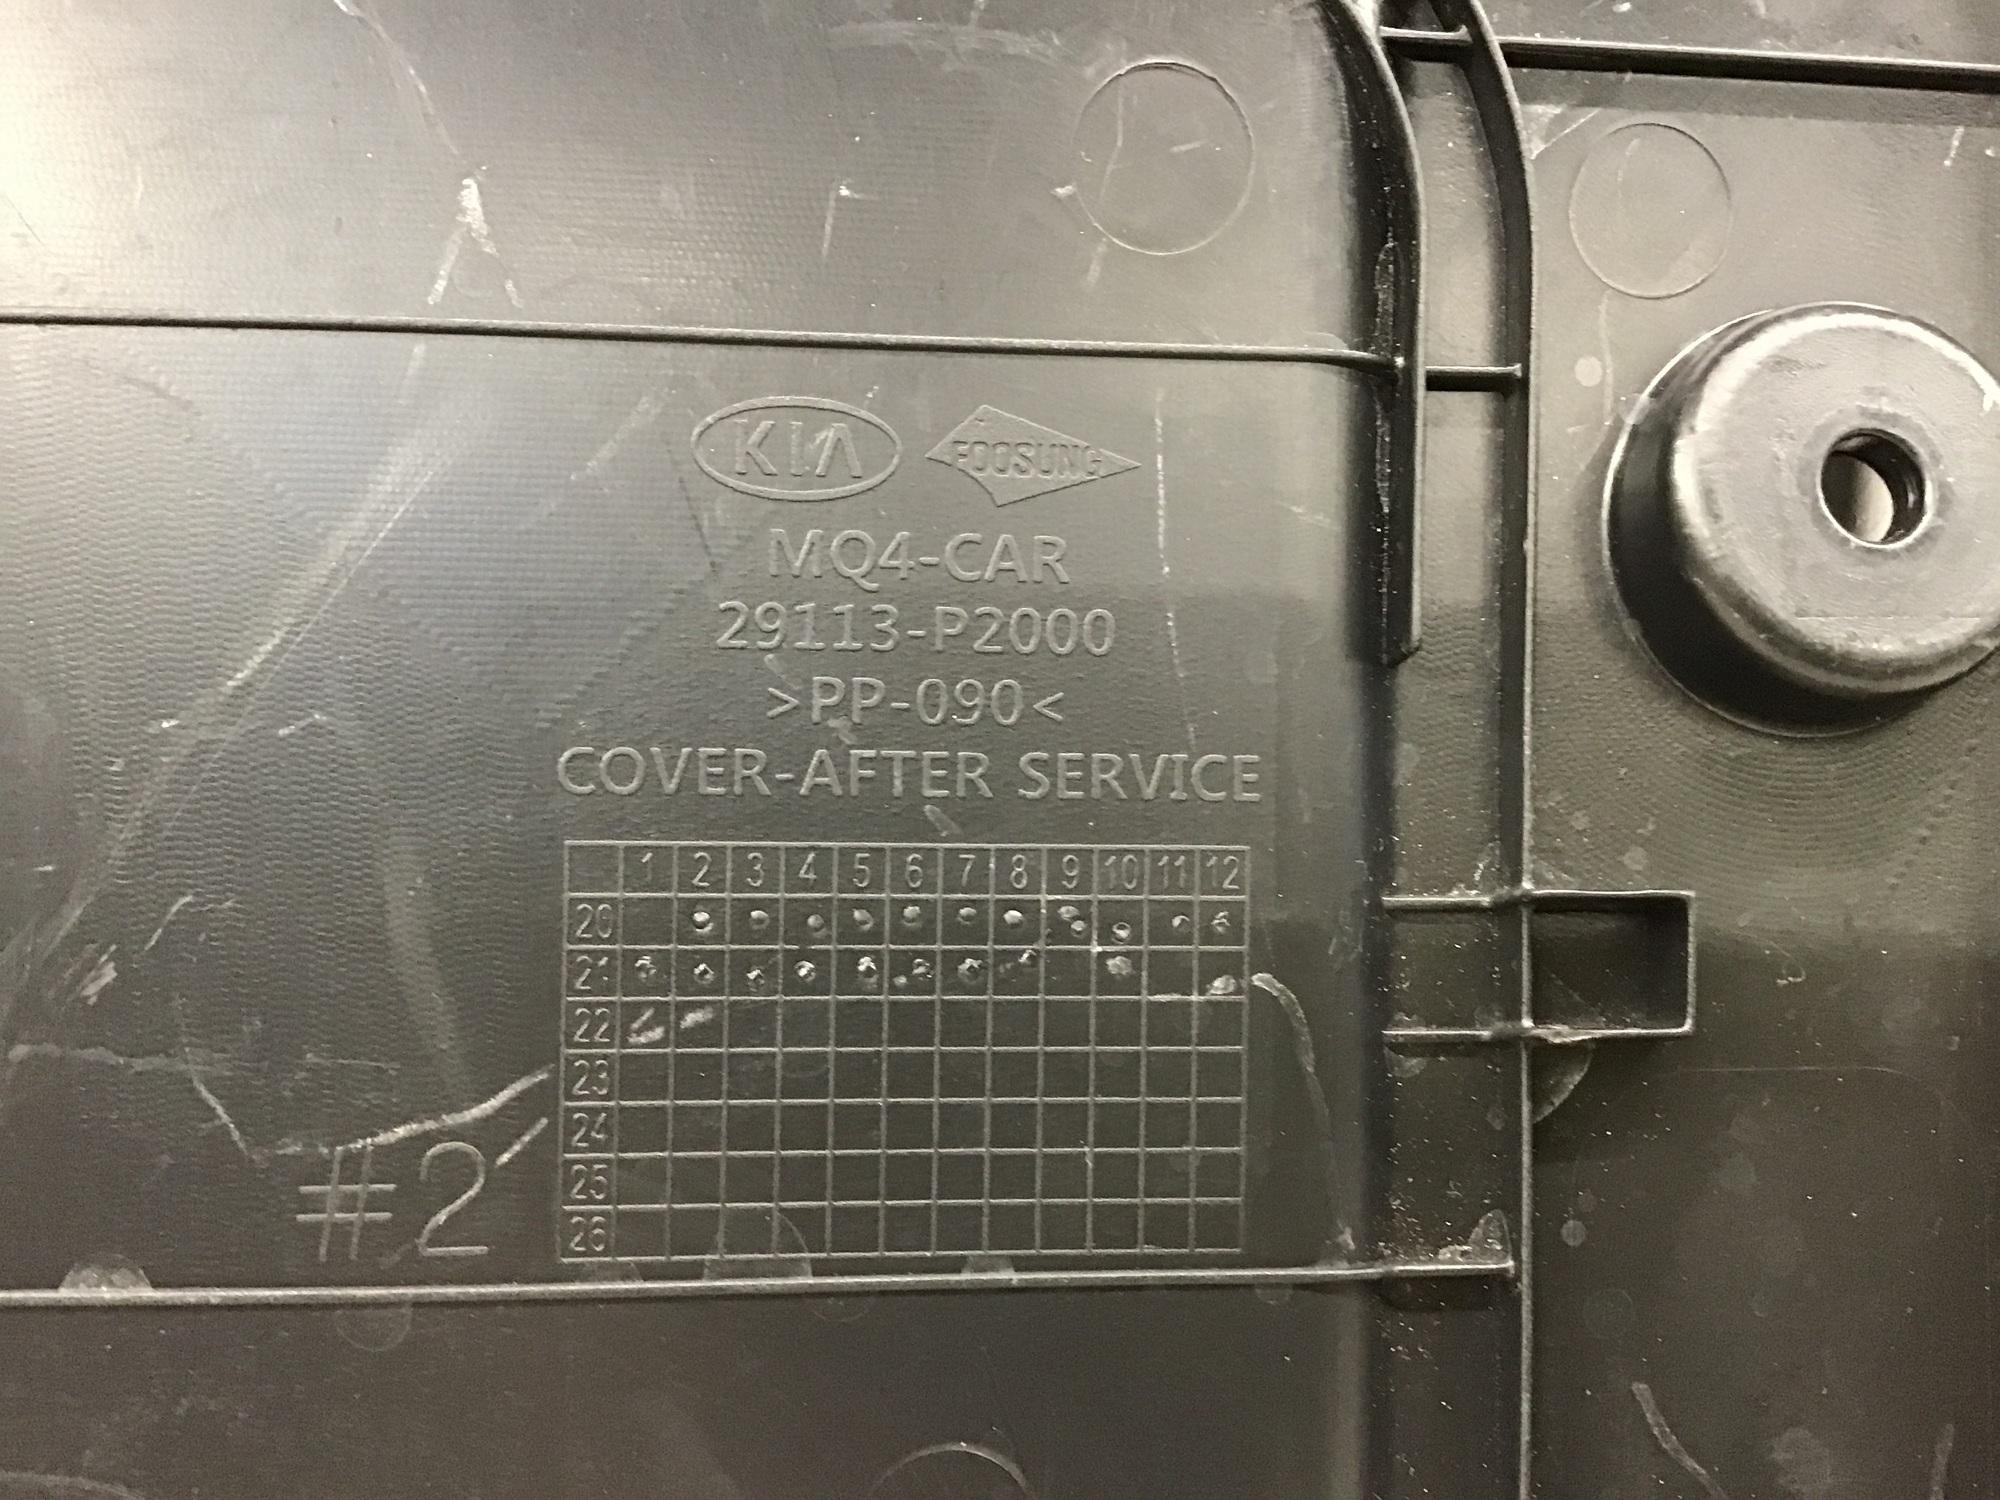 KIA FOOSUNG
MQ4-CAR
29113-P2000
>PP-090<
COVER-AFTER SERVICE
1 2 3 4 5 6 7 8 9 10 11 12
20
21
22
23
24
25
26
#2